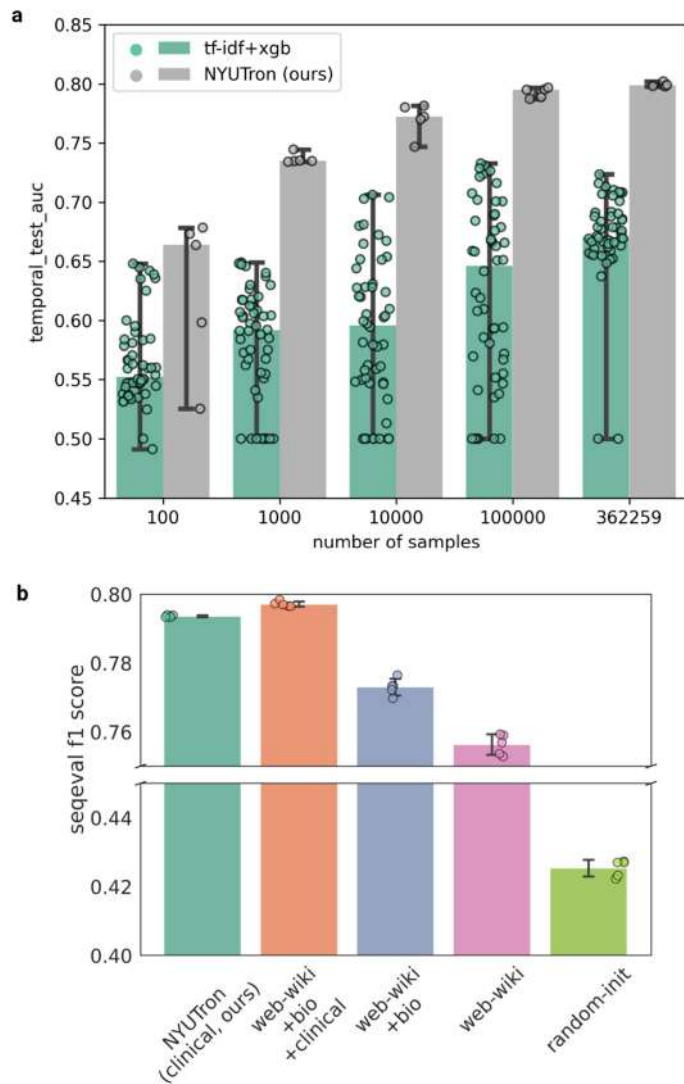 a
0.85
0.80
0.75
0.70
0.65
0.60
0.55
0.50
0.45
temporal_test_auc
tf-idf+xgb
NYUTron (ours)
100
1000
10000
100000
362259
number of samples
b
0.80
0.78
0.76
0.44
0.42
0.40
seqeval f1 score
NYUTron
(clinical, ours)
web-wiki
+bio
+clinical
web-wiki
+bio
web-wiki
random-init